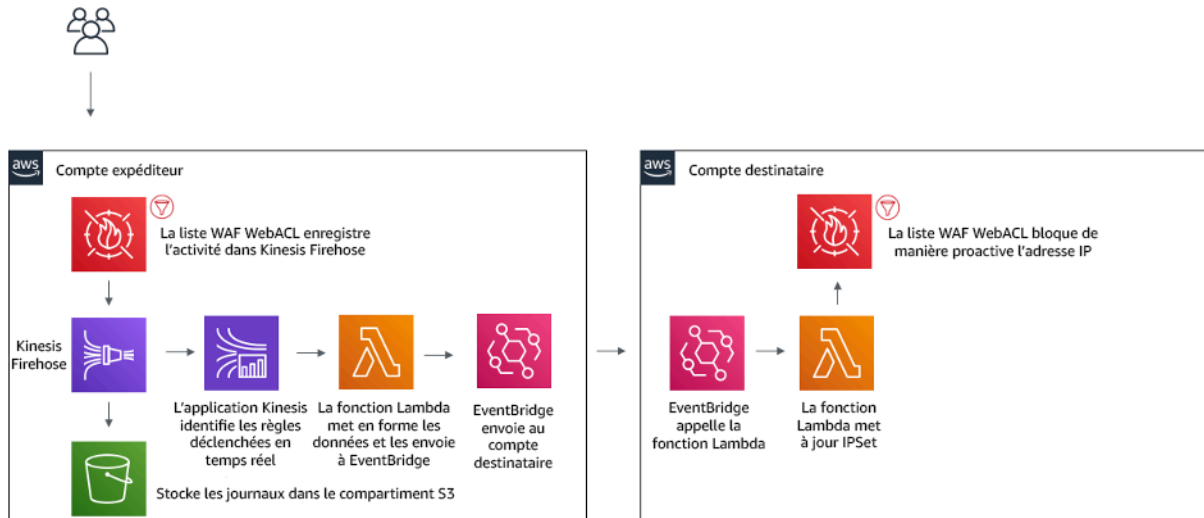 aws
Compte expéditeur
La liste WAF WebACL enregistre
l'activité dans Kinesis Firehose
Kinesis
Firehose
L'application Kinesis
identifie les règles
déclenchées en
temps réel
La fonction Lambda
met en forme les
données et les envoie
à EventBridge
EventBridge
envoie au
compte
destinataire
Stocke les journaux dans le compartiment S3
aws
Compte destinataire
La liste WAF WebACL bloque de
manière proactive l'adresse IP
EventBridge
appelle la
fonction Lambda
La fonction
Lambda met
à jour IPSet